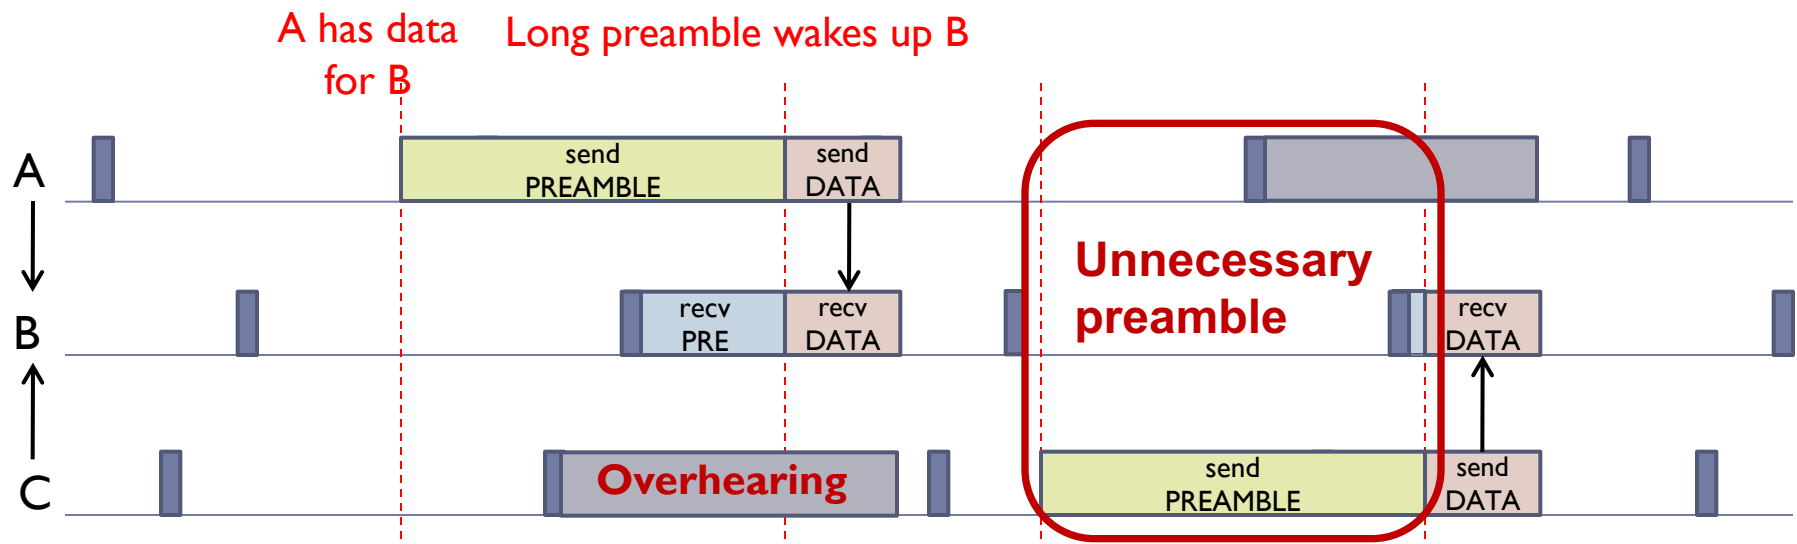 A has data
for B
Long preamble wakes up B
A
send
PREAMBLE
send
DATA
B
recv
PRE
recv
DATA
Unnecessary
preamble
recv
DATA
C
Overhearing
send
PREAMBLE
send
DATA